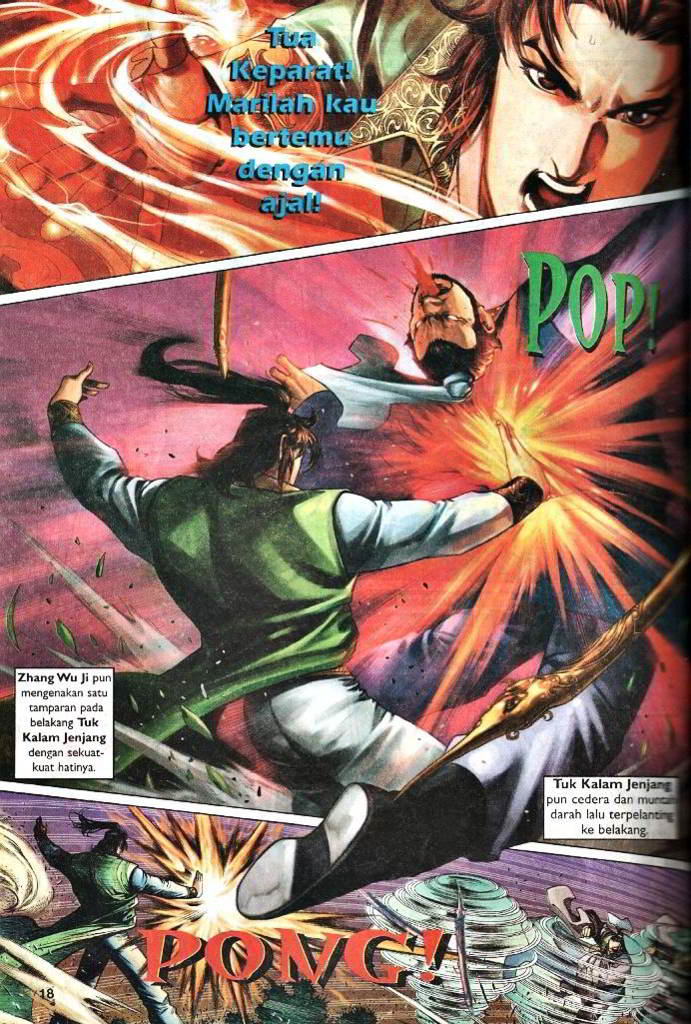 Tua
Keparat!
Marilah kau
bertemu
dengan
ajal!
POP!
Zhang Wu Ji pun
mengenakan satu
tamparan pada
belakang Tuk
Kalam Jenjang
dengan sekuat-
kuat hatinya.
Tuk Kalam Jenjang
pun cedera dan muntah
darah lalu terpelanting
ke belakang.
PONG!
18